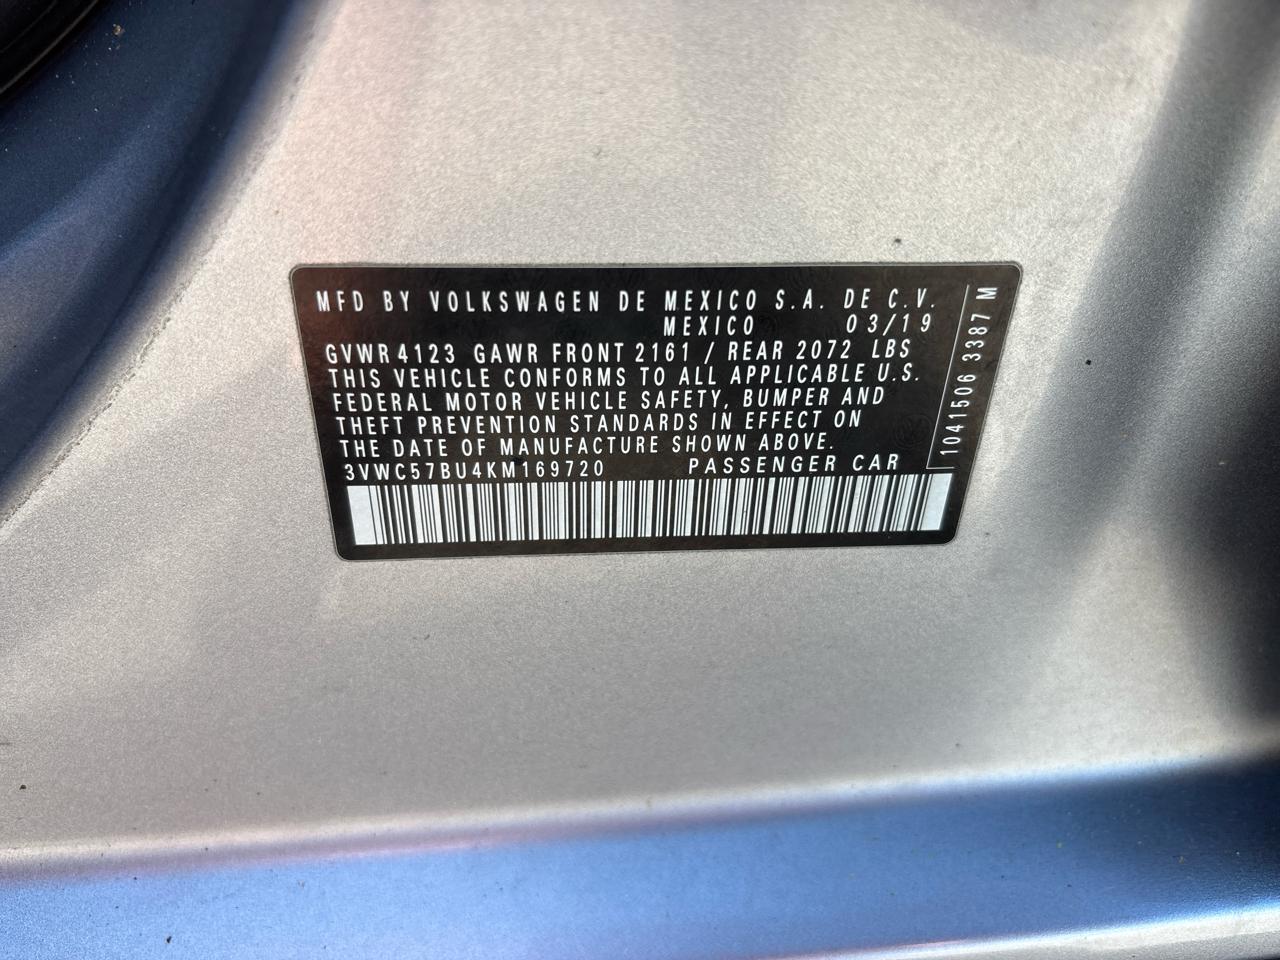 MFD BY VOLKSWAGEN DE MEXICO S.A. DE C.V.
MEXICO 03/19
GVWR 4123 GAWR FRONT 2161 / REAR 2072 LBS
THIS VEHICLE CONFORMS TO ALL APPLICABLE U.S.
FEDERAL MOTOR VEHICLE SAFETY, BUMPER AND
THEFT PREVENTION STANDARDS IN EFFECT ON
THE DATE OF MANUFACTURE SHOWN ABOVE.
3VWC57BU4KM169720 PASSENGER CAR
1041506 3387 M